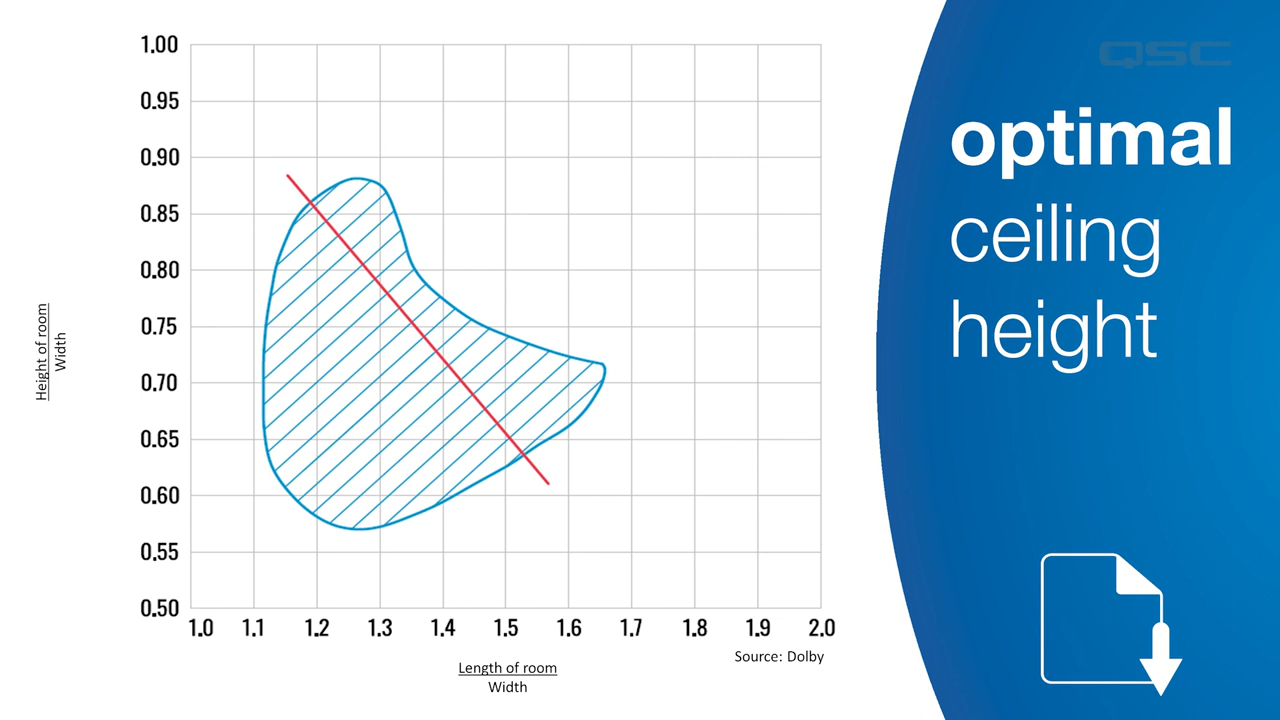 QSC
optimal
ceiling
height
1.00
0.95
0.90
0.85
0.80
0.75
0.70
0.65
0.60
0.55
0.50
1.0 1.1 1.2 1.3 1.4 1.5 1.6 1.7 1.8 1.9 2.0
Height of room
Width
Length of room
Width
Source: Dolby